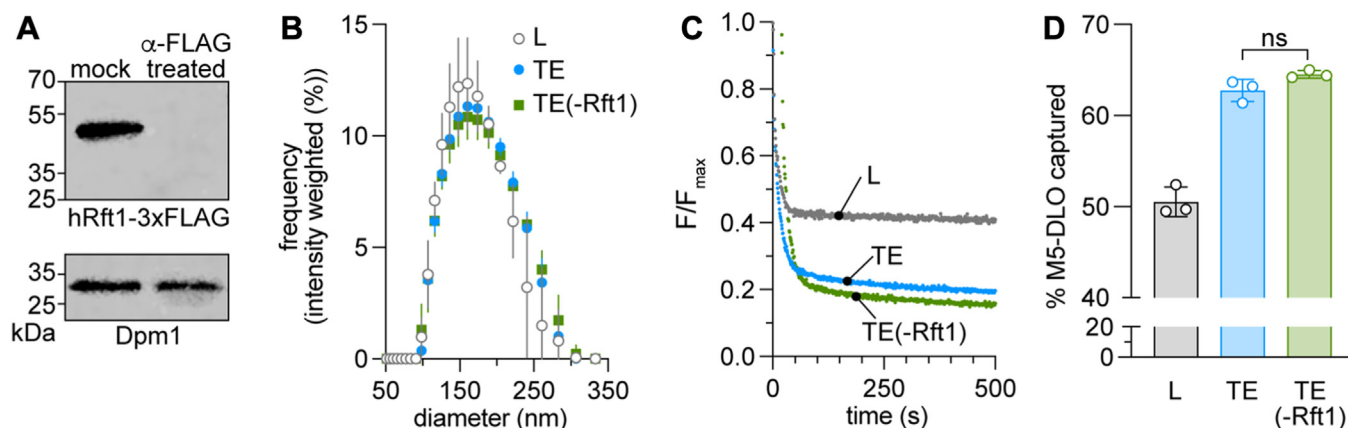 A
mock
α-FLAG
treated
70
55
35
25
hRft1-3xFLAG
35
25
kDa
Dpm1
B
frequency
(intensity weighted (%))
15
10
5
0
50
150
250
350
diameter (nm)
L
TE
TE(-Rft1)
C
F/Fmax
1.0
0.8
0.6
0.4
0.2
0.0
0
250
500
time (s)
L
TE
TE(-Rft1)
D
% M5-DLO captured
70
60
50
40
20
0
ns
L
TE
TE
(-Rft1)